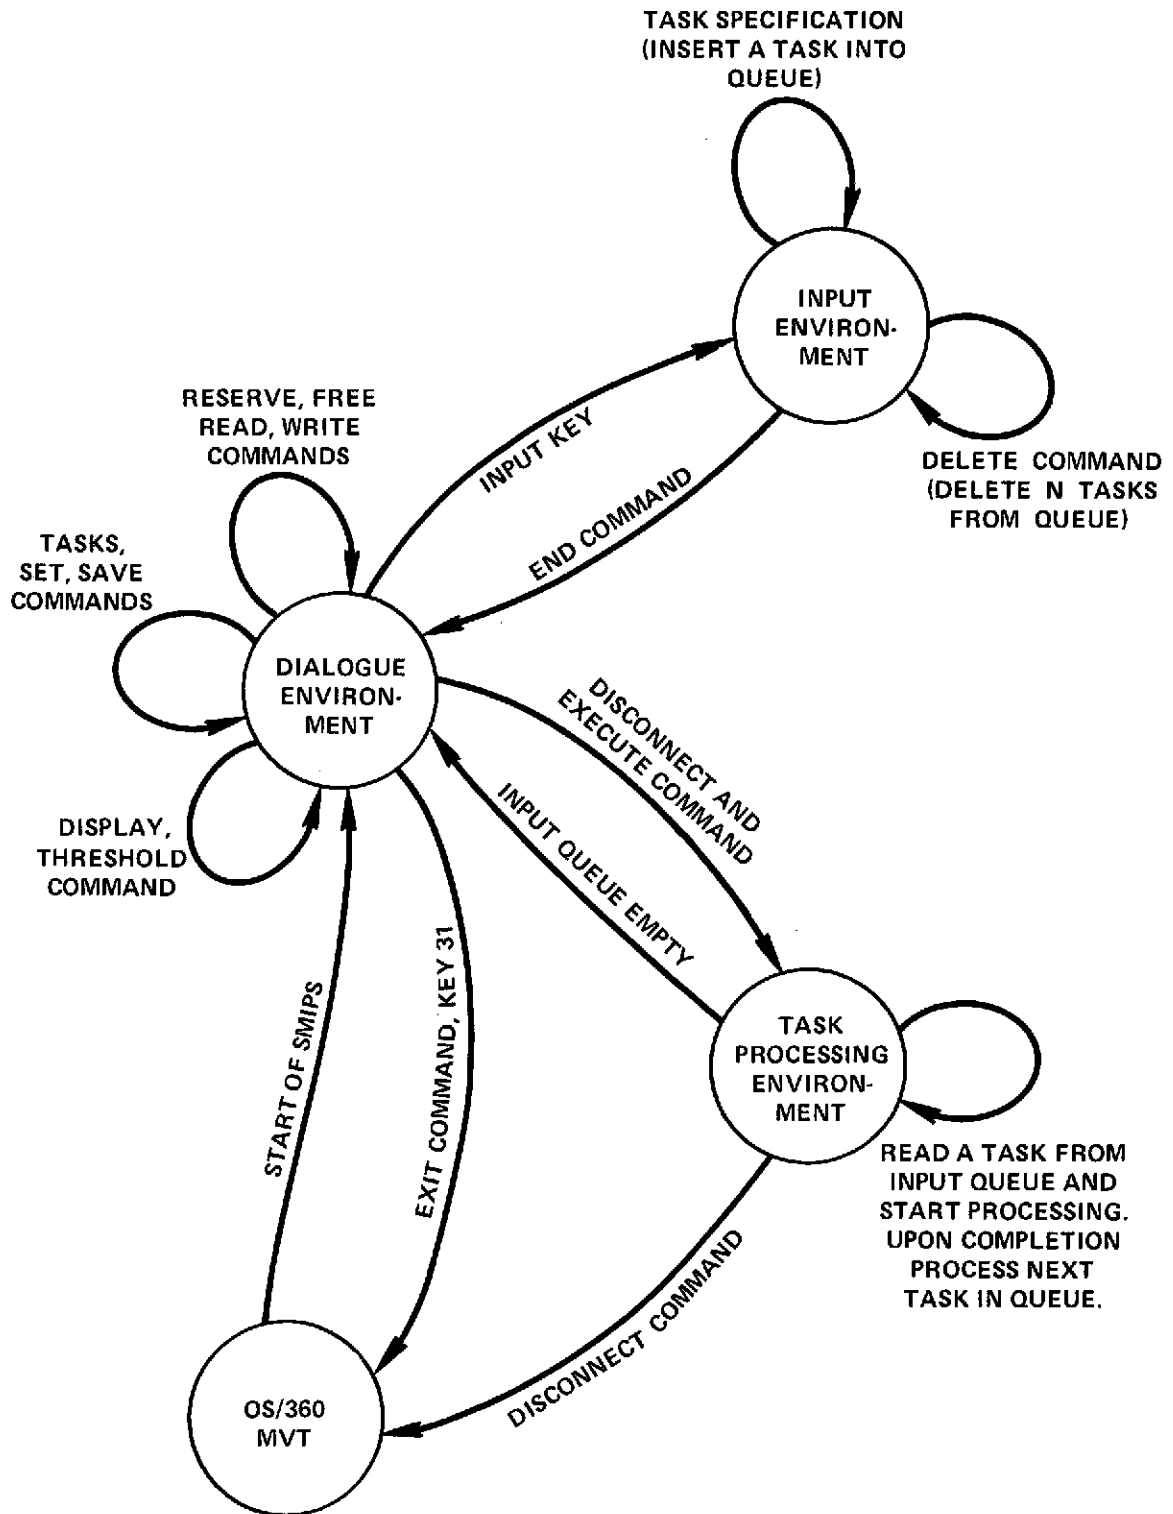 TASK SPECIFICATION
(INSERT A TASK INTO
QUEUE)
INPUT
ENVIRON-
MENT
DELETE COMMAND
(DELETE N TASKS
FROM QUEUE)
INPUT KEY
END COMMAND
RESERVE, FREE
READ, WRITE
COMMANDS
TASKS,
SET, SAVE
COMMANDS
DIALOGUE
ENVIRON-
MENT
DISPLAY,
THRESHOLD
COMMAND
DISCONNECT AND
EXECUTE COMMAND
INPUT QUEUE EMPTY
START OF SMIPS
EXIT COMMAND, KEY 31
TASK
PROCESSING
ENVIRON-
MENT
READ A TASK FROM
INPUT QUEUE AND
START PROCESSING.
UPON COMPLETION
PROCESS NEXT
TASK IN QUEUE.
DISCONNECT COMMAND
OS/360
MVT